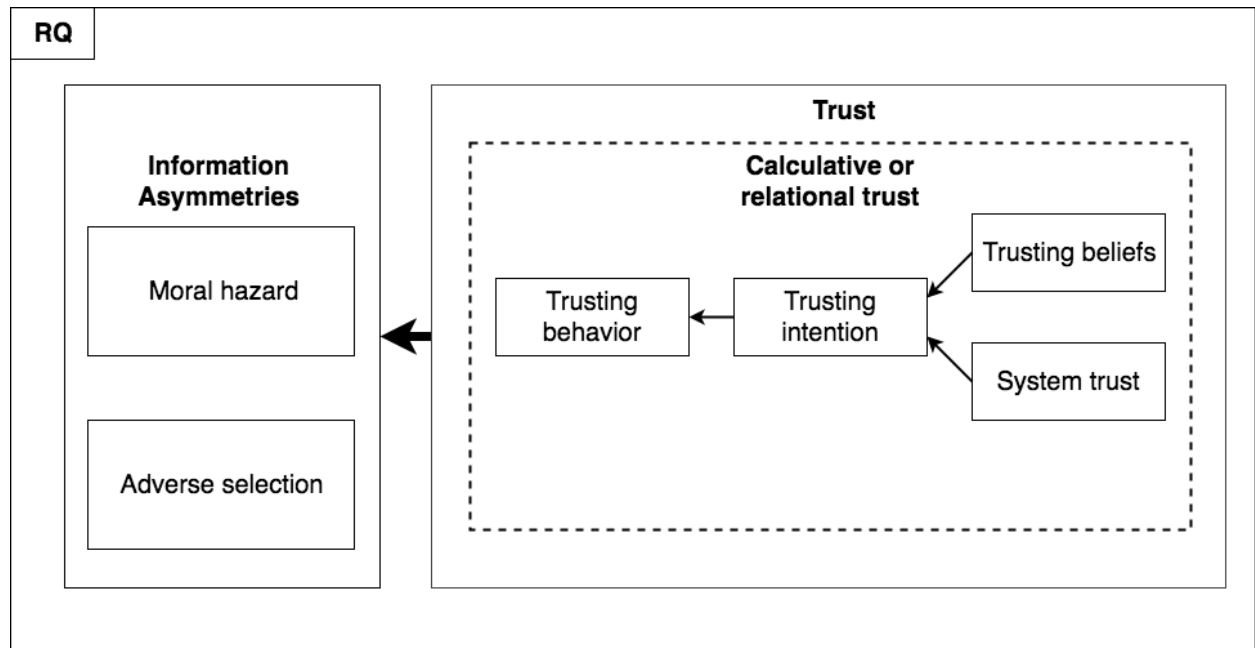 RQ
Information
Asymmetries
Moral hazard
Adverse selection
Trust
Calculative or
relational trust
Trusting
behavior
Trusting
intention
Trusting beliefs
System trust